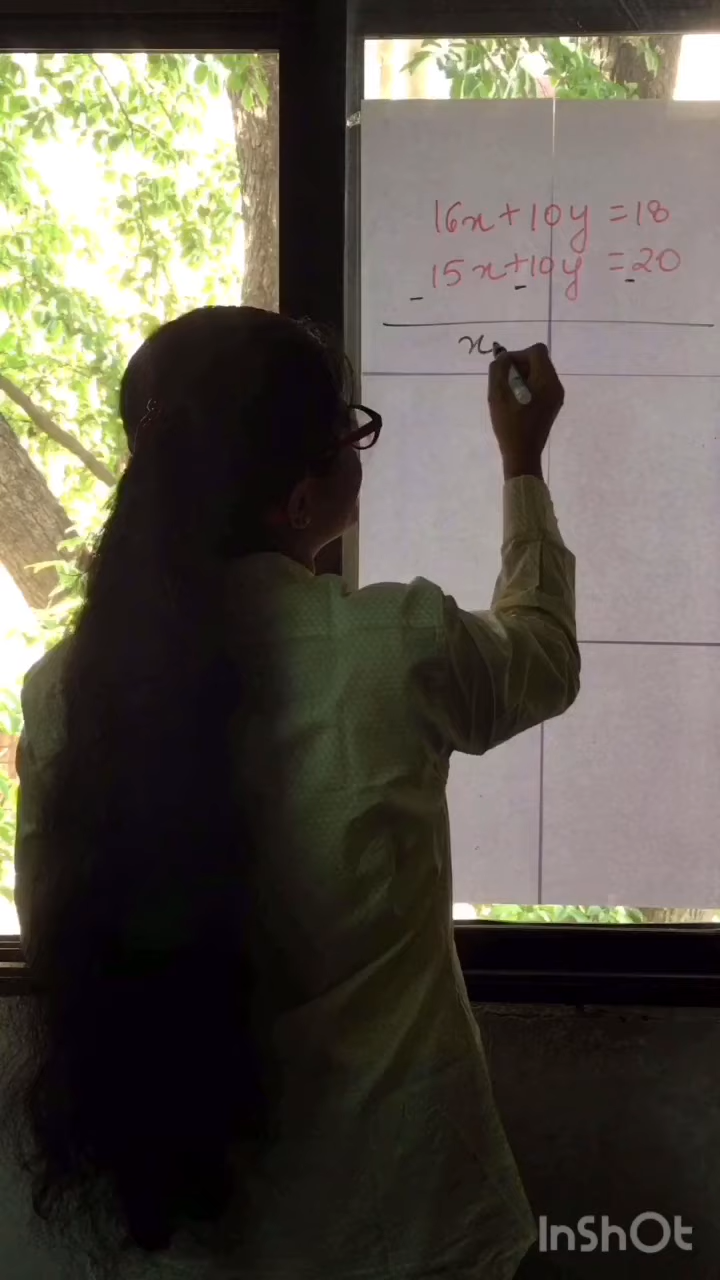 16x + 10y = 18
15x + 10y = 20
- - -
x
InShOt